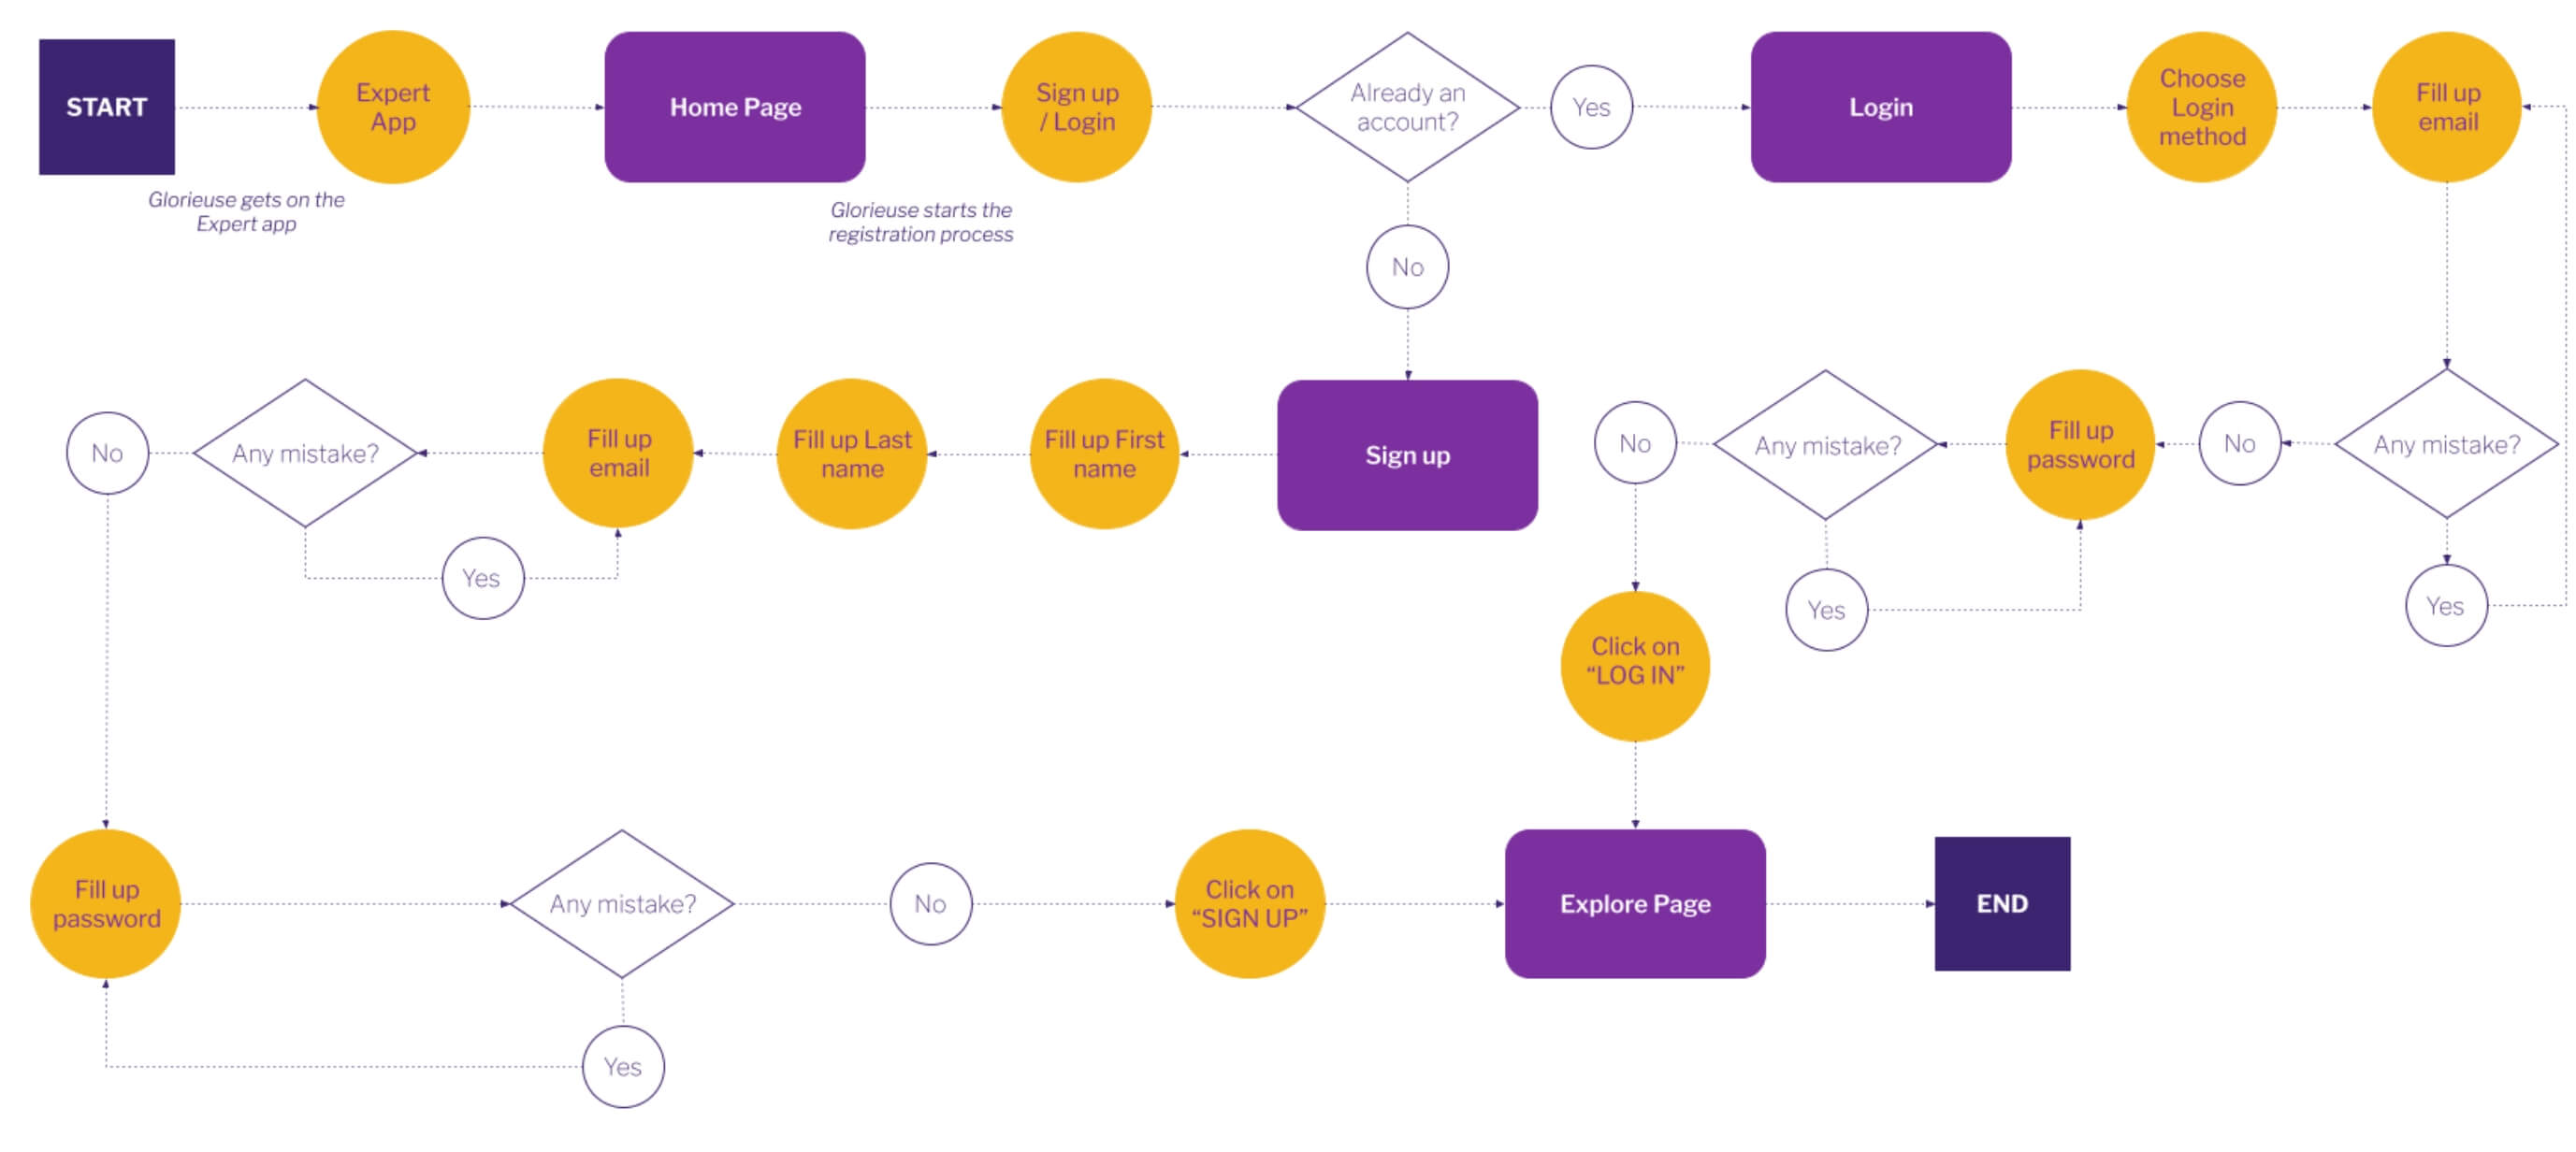 START
Expert
App
Home Page
Sign up
/ Login
Already an
account?
Yes
Login
Choose
Login
method
Fill up
email
Glorieuse gets on the
Expert app
Glorieuse starts the
registration process
No
No
Any mistake?
Fill up
email
Fill up Last
name
Fill up First
name
Sign up
No
Any mistake?
Fill up
password
No
Any mistake?
Yes
Yes
Yes
Click on
“LOG IN”
Fill up
password
Any mistake?
No
Click on
“SIGN UP”
Explore Page
END
Yes